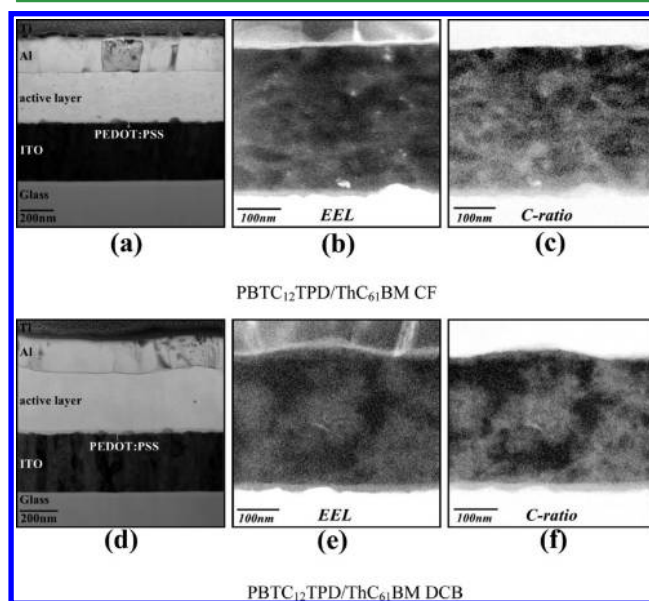 Ti
Al
active layer
PEDOT:PSS
ITO
Glass
200nm
100nm
EEL
100nm
C-ratio
(a)
(b)
(c)
PBTC₁₂TPD/ThC₆₁BM CF
Ti
Al
active layer
PEDOT:PSS
ITO
Glass
200nm
100nm
EEL
100nm
C-ratio
(d)
(e)
(f)
PBTC₁₂TPD/ThC₆₁BM DCB